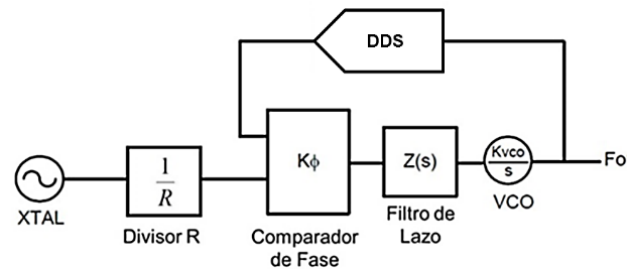 DDS
XTAL
1
R
Divisor R
Kϕ
Comparador
de Fase
Z(s)
Filtro de
Lazo
Kvco
s
VCO
Fo